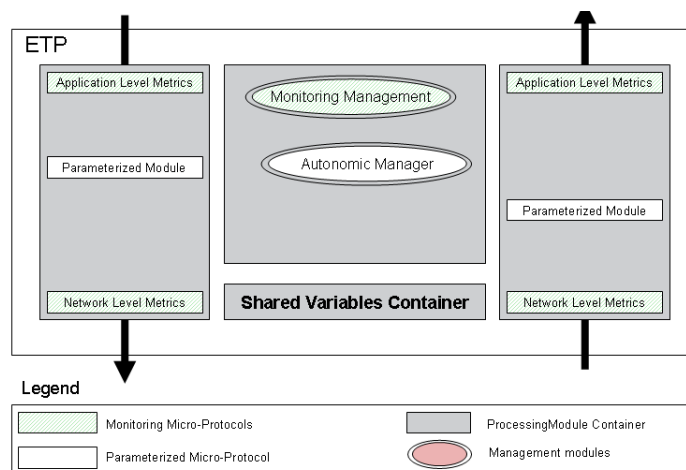 ETP
Application Level Metrics
Parameterized Module
Network Level Metrics
Monitoring Management
Autonomic Manager
Shared Variables Container
Application Level Metrics
Parameterized Module
Network Level Metrics
Legend
Monitoring Micro-Protocols
Parameterized Micro-Protocol
ProcessingModule Container
Management modules